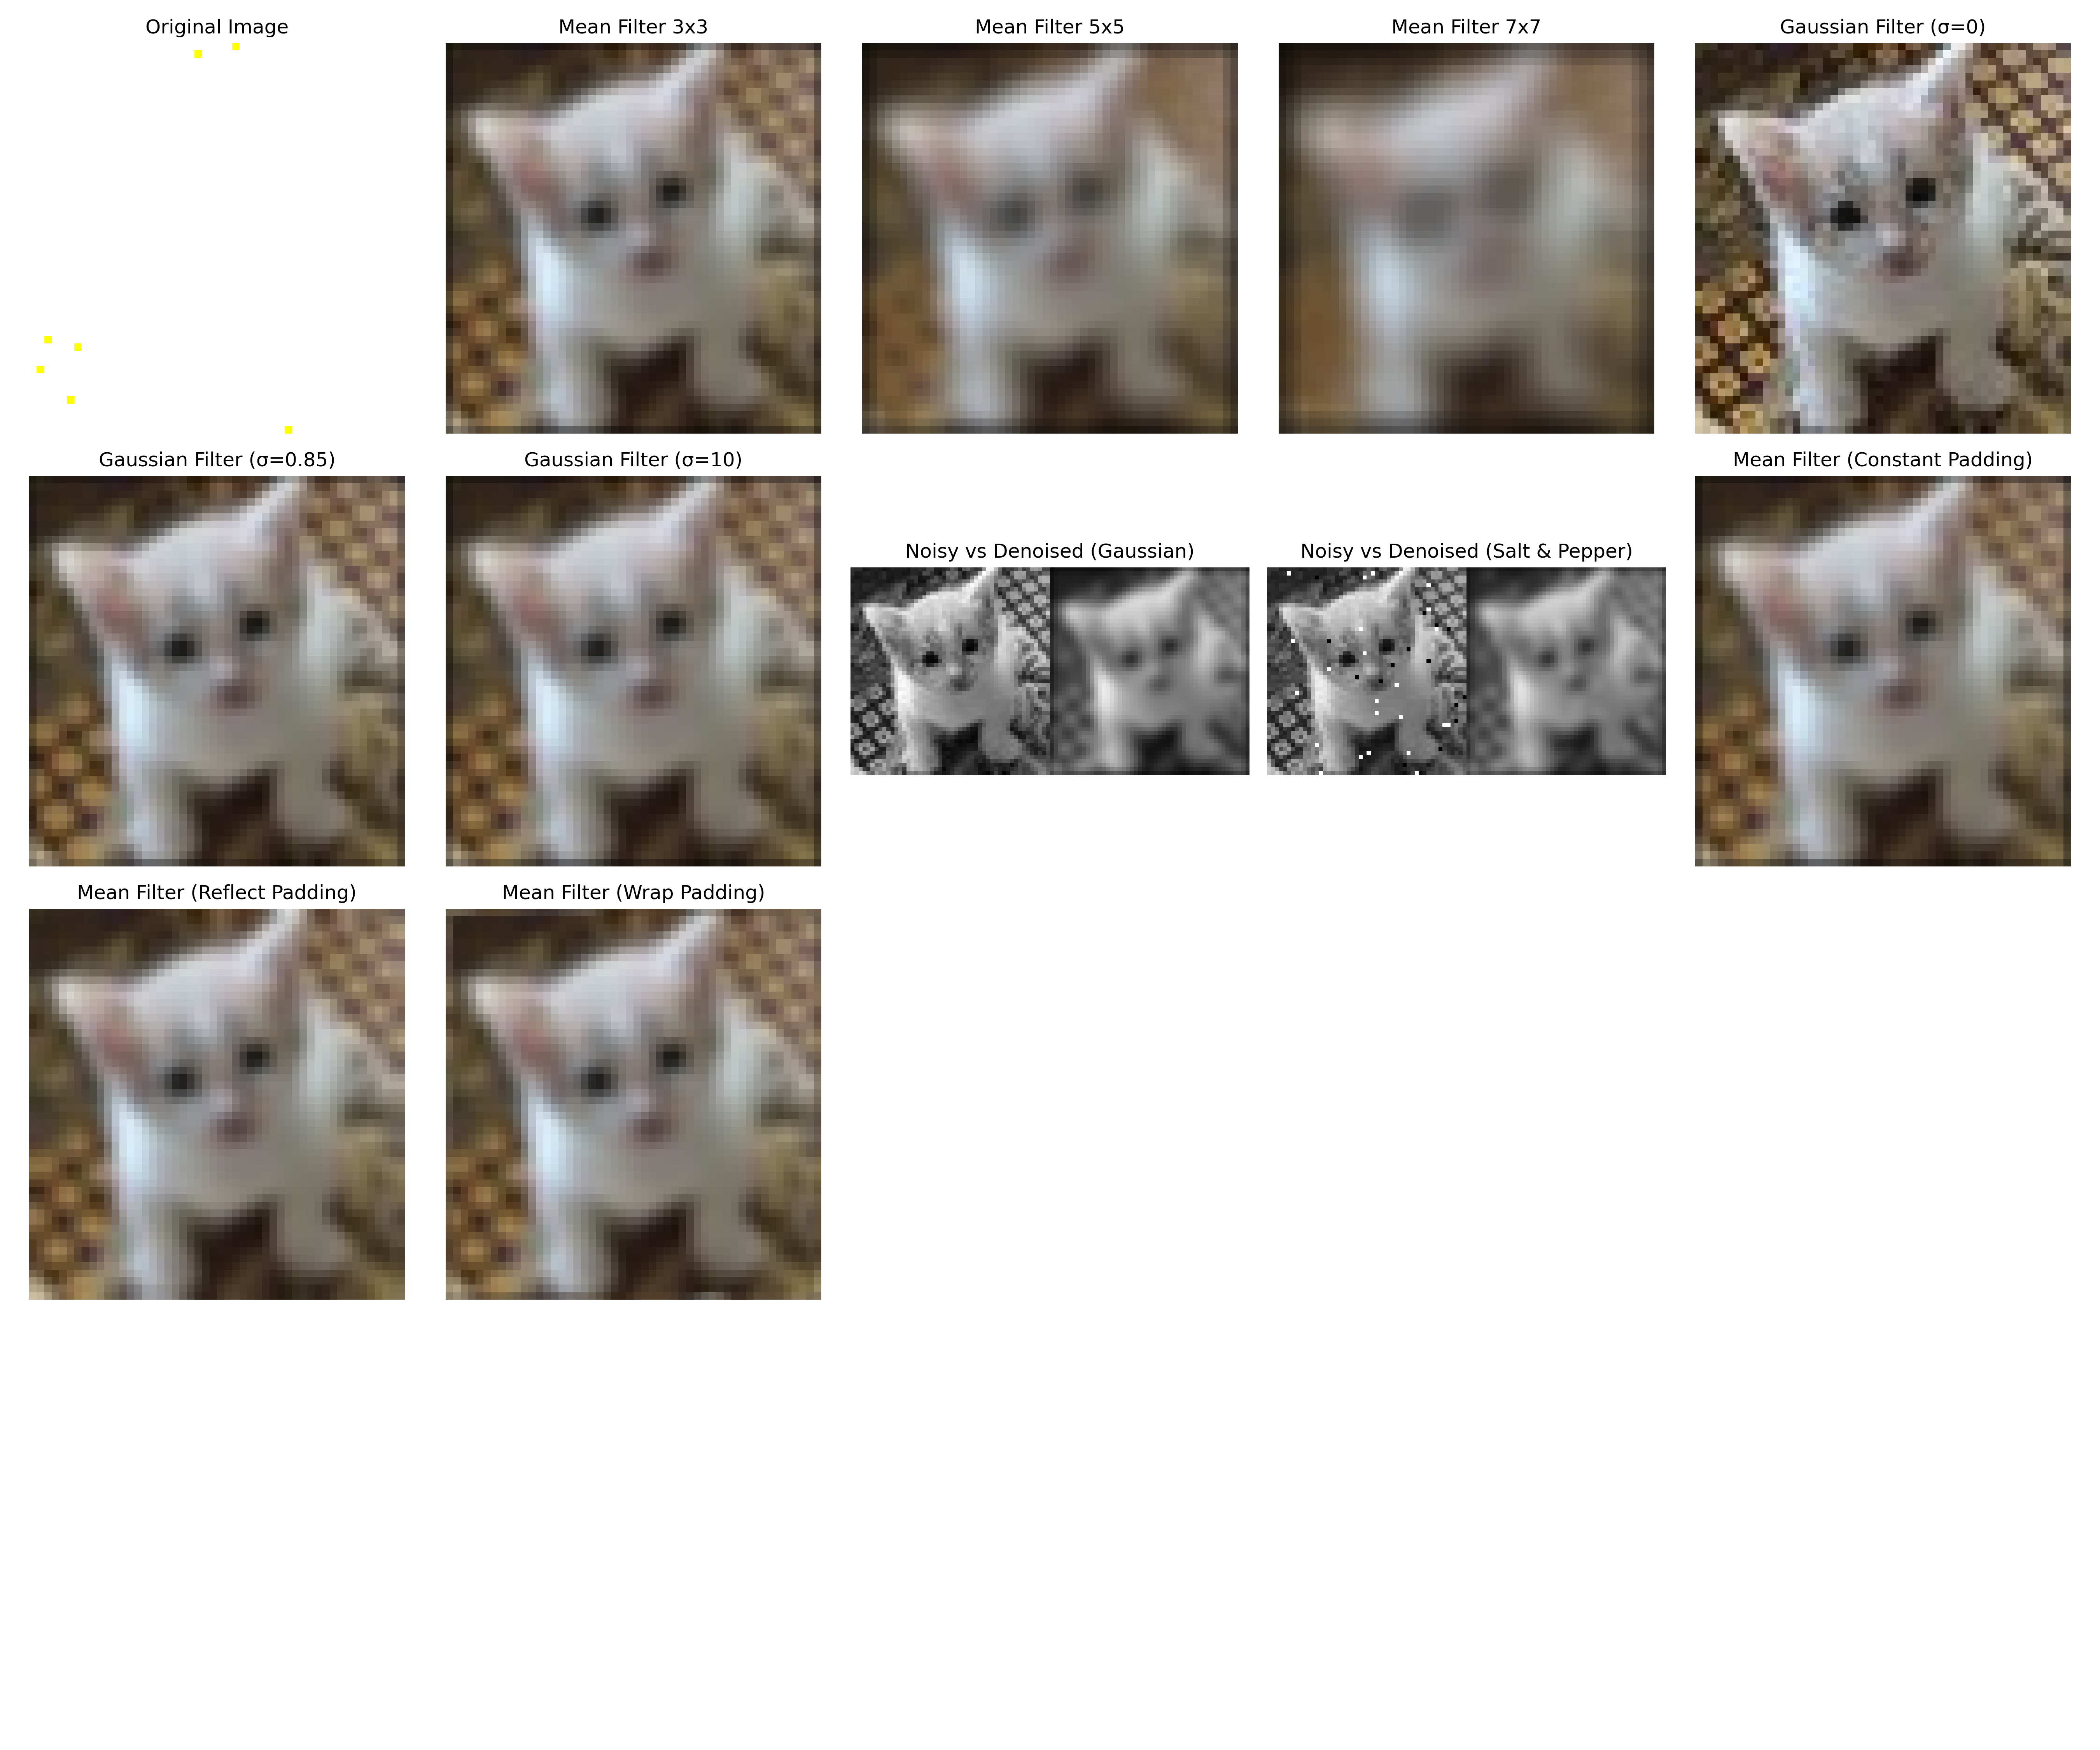 Original Image
Mean Filter 3x3
Mean Filter 5x5
Mean Filter 7x7
Gaussian Filter (σ=0)
Gaussian Filter (σ=0.85)
Gaussian Filter (σ=10)
Noisy vs Denoised (Gaussian)
Noisy vs Denoised (Salt & Pepper)
Mean Filter (Constant Padding)
Mean Filter (Reflect Padding)
Mean Filter (Wrap Padding)